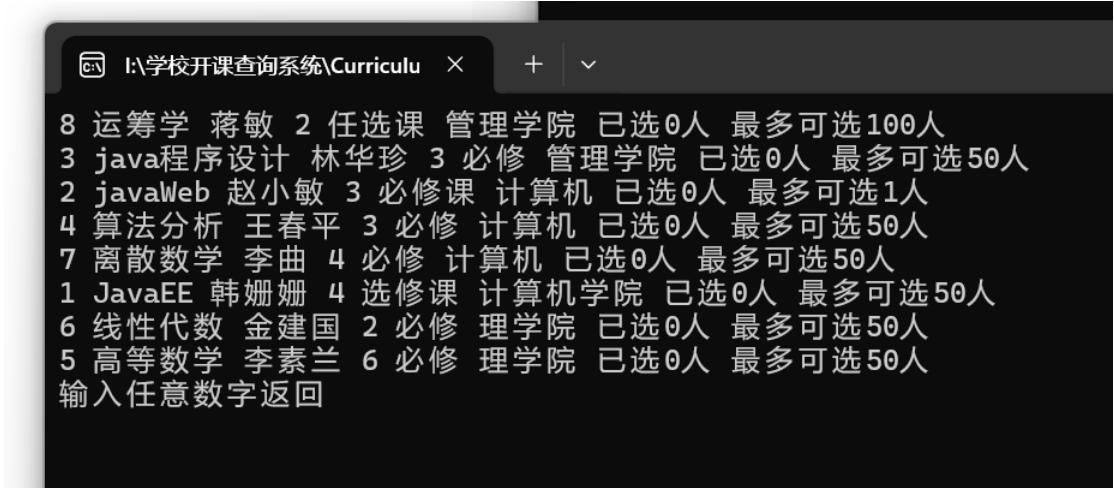 I:\学校开课查询系统\Curriculu
8 运筹学 蒋敏 2 任选课 管理学院 已选0人 最多可选100人
3 java程序设计 林华珍 3 必修 管理学院 已选0人 最多可选50人
2 javaWeb 赵小敏 3 必修课 计算机 已选0人 最多可选1人
4 算法分析 王春平 3 必修 计算机 已选0人 最多可选50人
7 离散数学 李曲 4 必修 计算机 已选0人 最多可选50人
1 JavaEE 韩姗姗 4 选修课 计算机学院 已选0人 最多可选50人
6 线性代数 金建国 2 必修 理学院 已选0人 最多可选50人
5 高等数学 李素兰 6 必修 理学院 已选0人 最多可选50人
输入任意数字返回